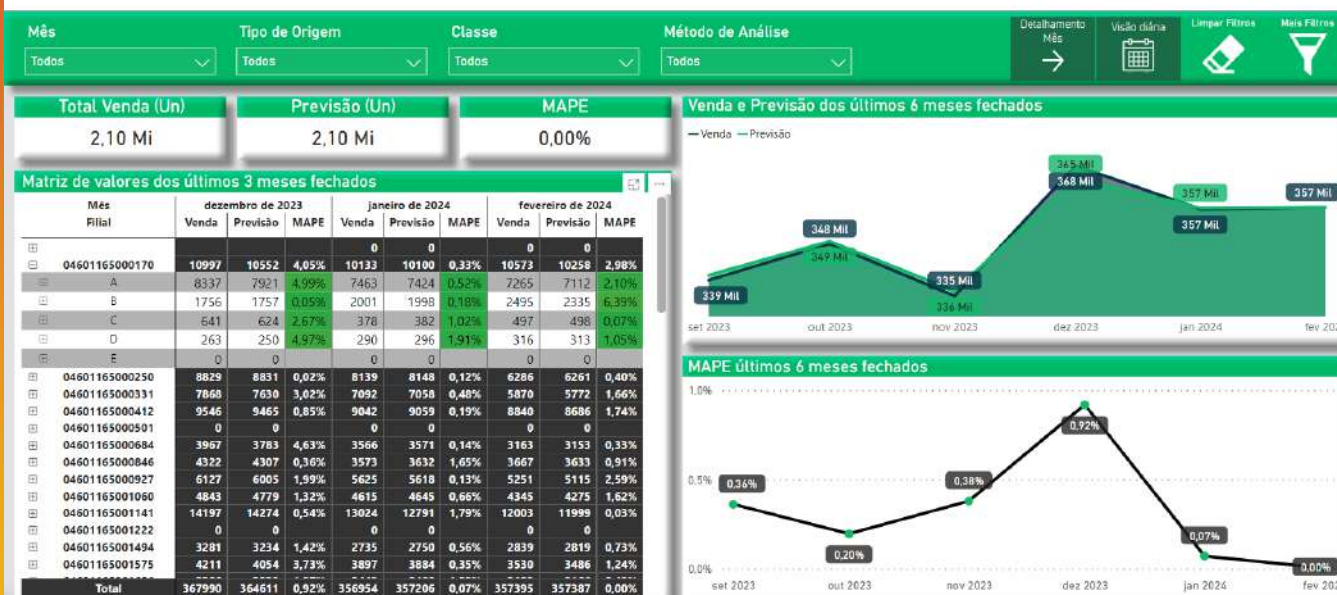 Mês Tipo de Origem Classe Método de Análise Detalhamento Mês Visão diária Limpar Filtros Mais Filtros
Todos Todos Todos Todos
Total Venda (Un) Previsão (Un) MAPE
2,10 Mi 2,10 Mi 0,00%
Matriz de valores dos últimos 3 meses fechados
Mês dezembro de 2023 janeiro de 2024 fevereiro de 2024
Filial Venda Previsão MAPE Venda Previsão MAPE Venda Previsão MAPE
0 0 0 0
04601165000170 10997 10552 4,05% 10133 10100 0,33% 10573 10258 2,98%
A 8337 7921 4,99% 7463 7424 0,52% 7265 7112 2,10%
B 1756 1757 0,05% 2001 1998 0,18% 2495 2335 6,39%
C 641 624 2,67% 378 382 1,02% 497 498 0,07%
D 263 250 4,97% 290 296 1,91% 316 313 1,05%
E 0 0 0 0 0 0
04601165000250 8829 8831 0,02% 8139 8148 0,12% 6286 6261 0,40%
04601165000331 7868 7630 3,02% 7092 7058 0,48% 5870 5772 1,66%
04601165000412 9546 9465 0,85% 9042 9059 0,19% 8840 8686 1,74%
04601165000501 0 0 0 0 0 0
04601165000684 3967 3783 4,63% 3566 3571 0,14% 3163 3153 0,33%
04601165000846 4322 4307 0,36% 3573 3632 1,65% 3667 3633 0,91%
04601165000927 6127 6005 1,99% 5625 5618 0,13% 5251 5115 2,59%
04601165001060 4843 4779 1,32% 4615 4645 0,66% 4345 4275 1,62%
04601165001141 14197 14274 0,54% 13024 12791 1,79% 12003 11999 0,03%
04601165001222 0 0 0 0 0 0
04601165001494 3281 3234 1,42% 2735 2750 0,56% 2839 2819 0,73%
04601165001575 4211 4054 3,73% 3897 3884 0,35% 3530 3486 1,24%
Total 367990 364611 0,92% 356954 357206 0,07% 357395 357387 0,00%
Venda e Previsão dos últimos 6 meses fechados
Venda Previsão
365 Mil
368 Mil
357 Mil 357 Mil
357 Mil
348 Mil
349 Mil
335 Mil
339 Mil
336 Mil
set 2023 out 2023 nov 2023 dez 2023 jan 2024 fev 202
MAPE últimos 6 meses fechados
1.0%
0,92%
0.5% 0,36% 0,38%
0,07%
0,20%
0.0% 0,00%
set 2023 out 2023 nov 2023 dez 2023 jan 2024 fev 202